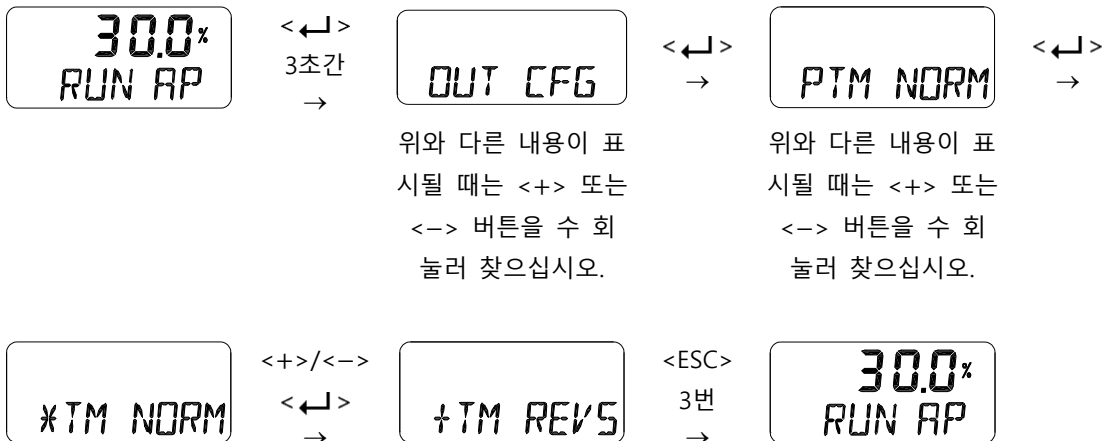 30.0%
RUN AP
<↵>
3초간
→
OUT CFG
<↵>
→
PTM NORM
<↵>
→
위와 다른 내용이 표
시될 때는 <+> 또는
<−> 버튼을 수 회
눌러 찾으십시오.
위와 다른 내용이 표
시될 때는 <+> 또는
<−> 버튼을 수 회
눌러 찾으십시오.
*TM NORM
<+>/<−>
<↵>
→
+TM REVS
<ESC>
3번
→
30.0%
RUN AP